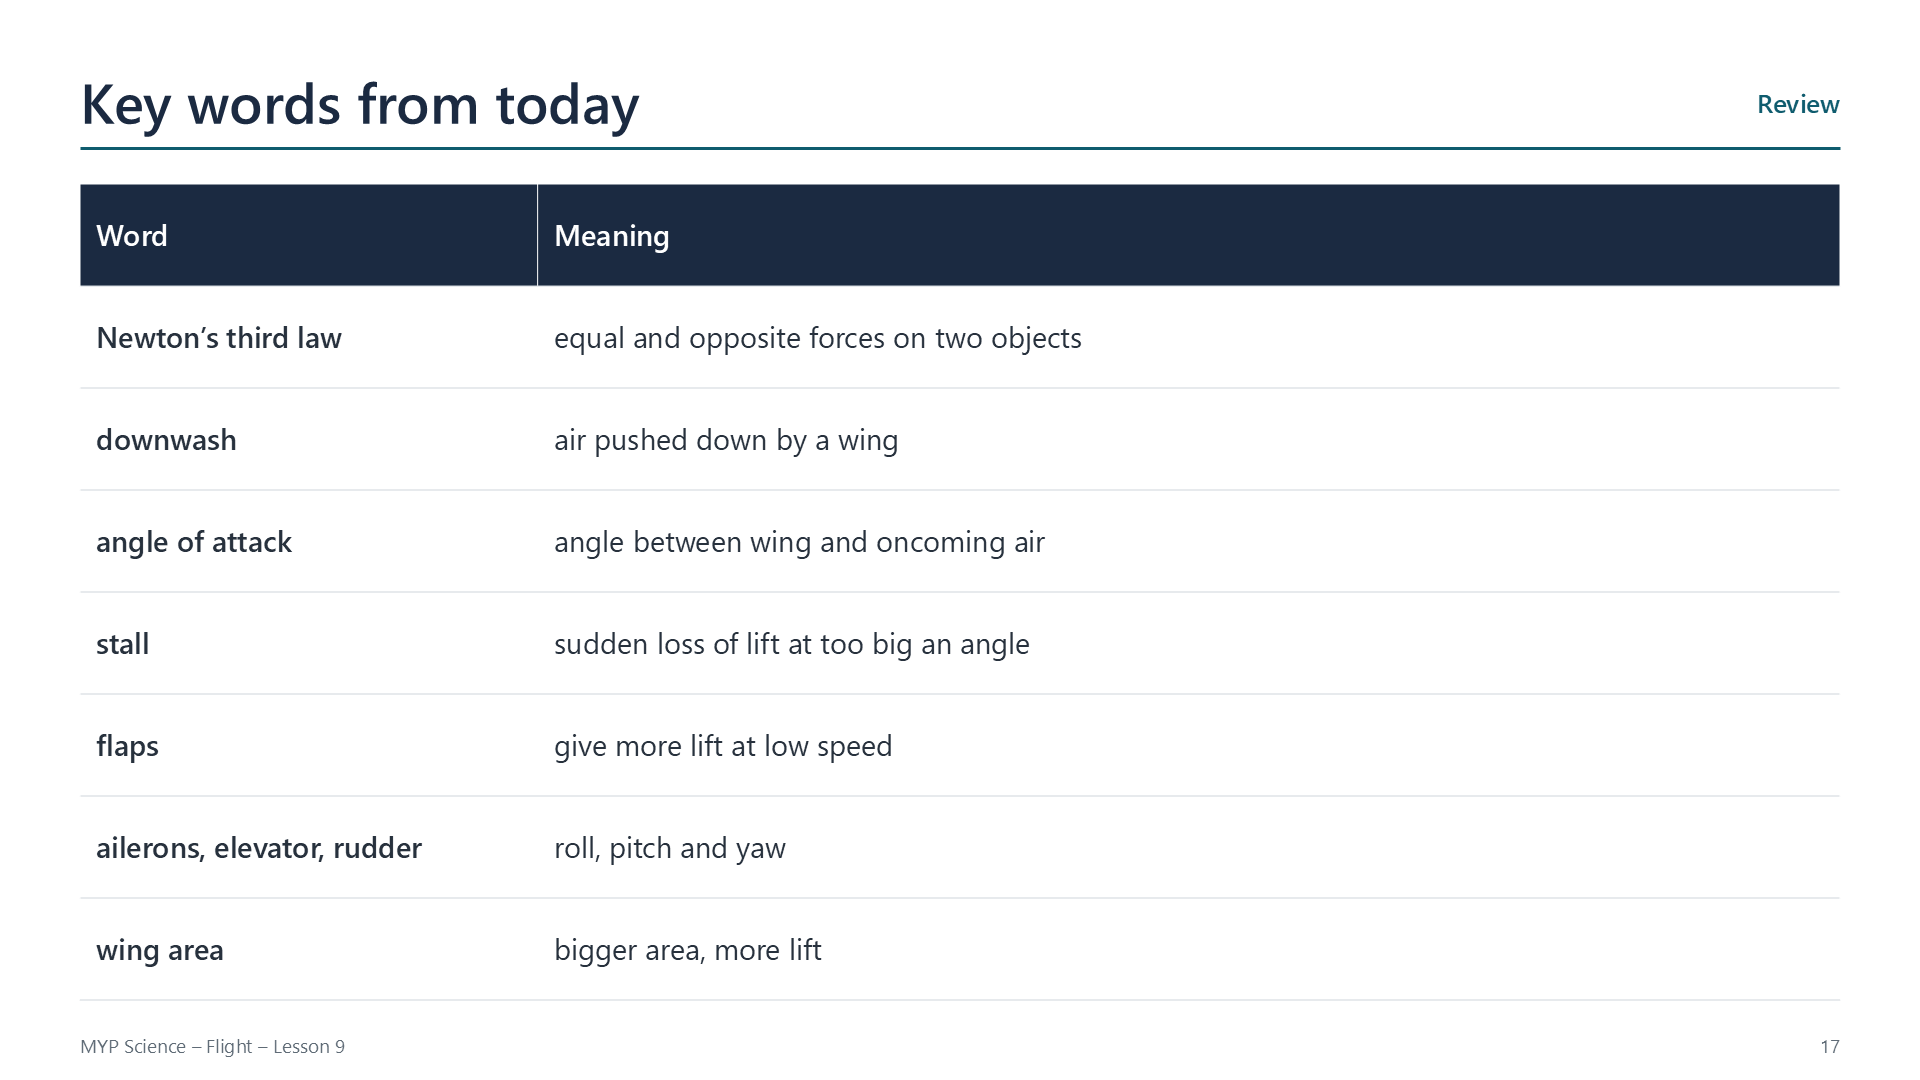 Key words from today
Review
Word
Meaning
Newton’s third law
equal and opposite forces on two objects
downwash
air pushed down by a wing
angle of attack
angle between wing and oncoming air
stall
sudden loss of lift at too big an angle
flaps
give more lift at low speed
ailerons, elevator, rudder
roll, pitch and yaw
wing area
bigger area, more lift
MYP Science – Flight – Lesson 9
17